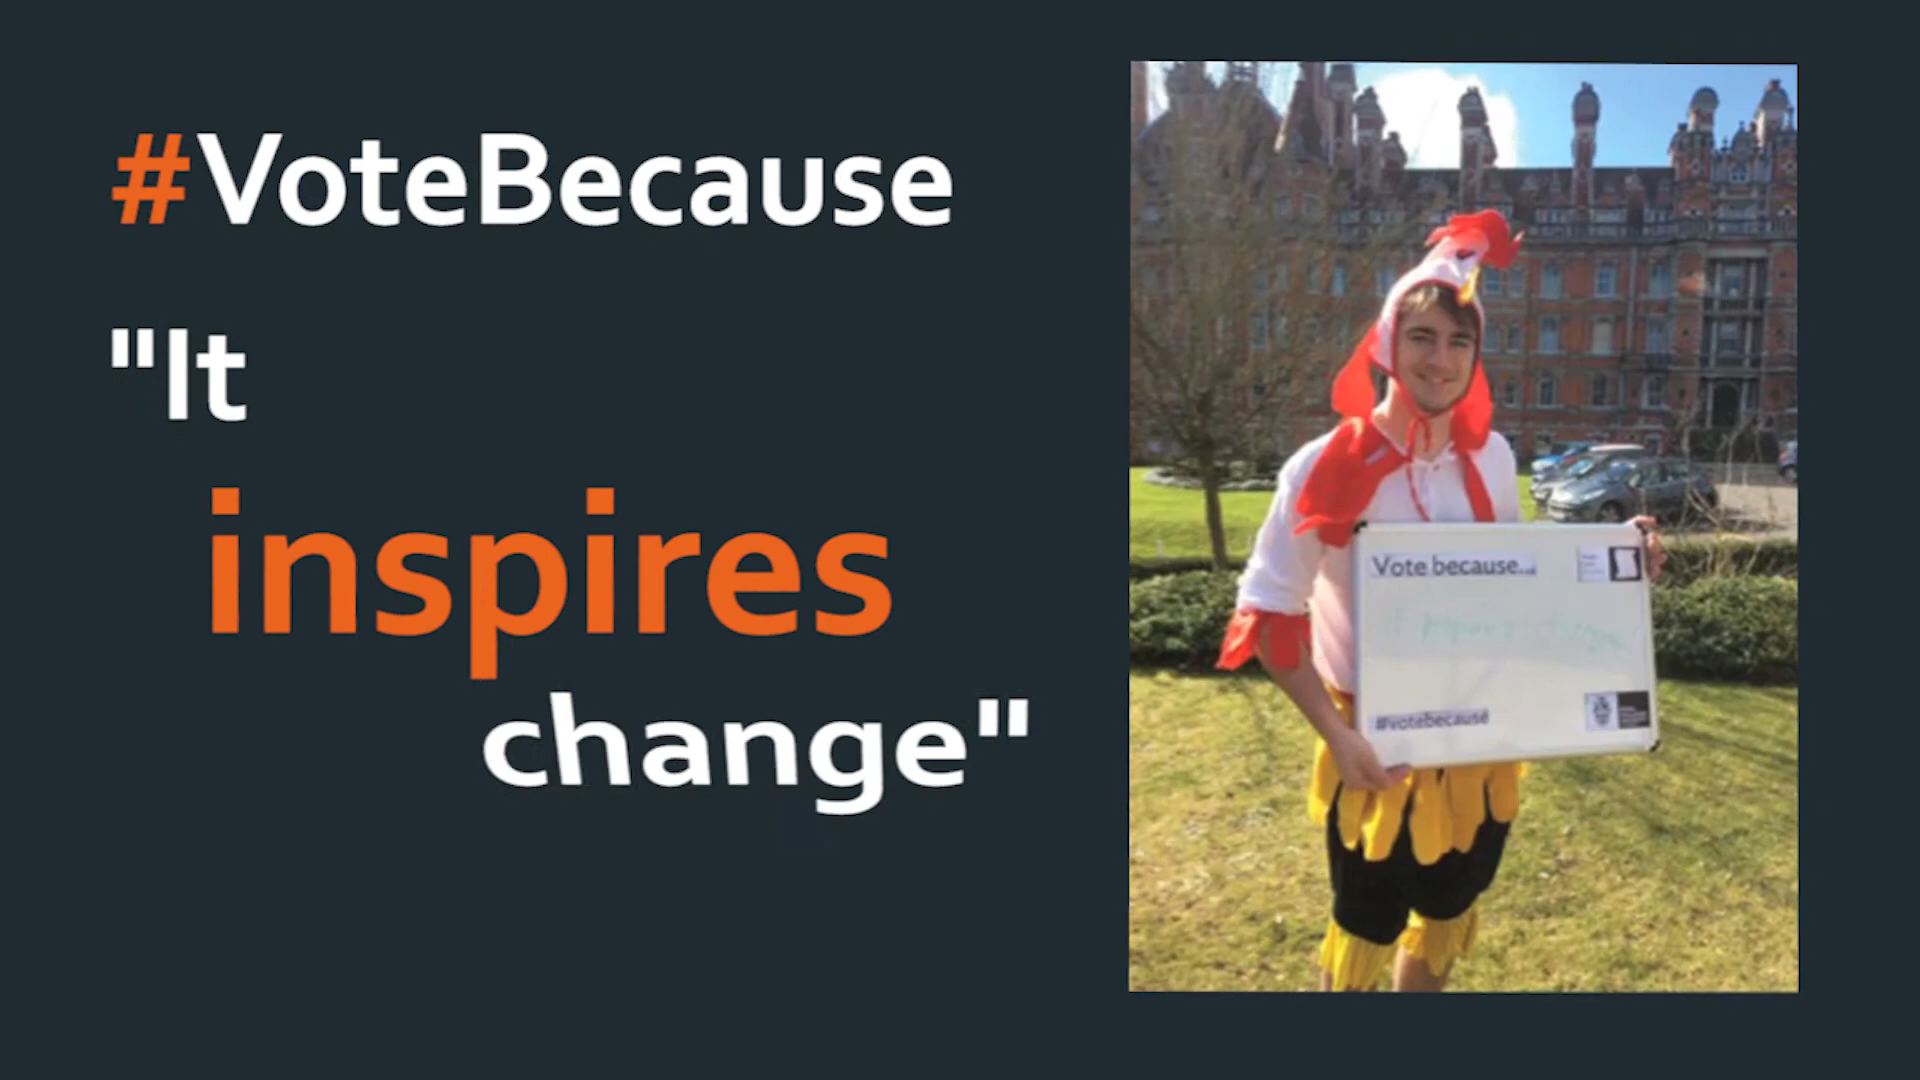 #VoteBecause
"It
inspires
change"
Vote because...
#votebecause